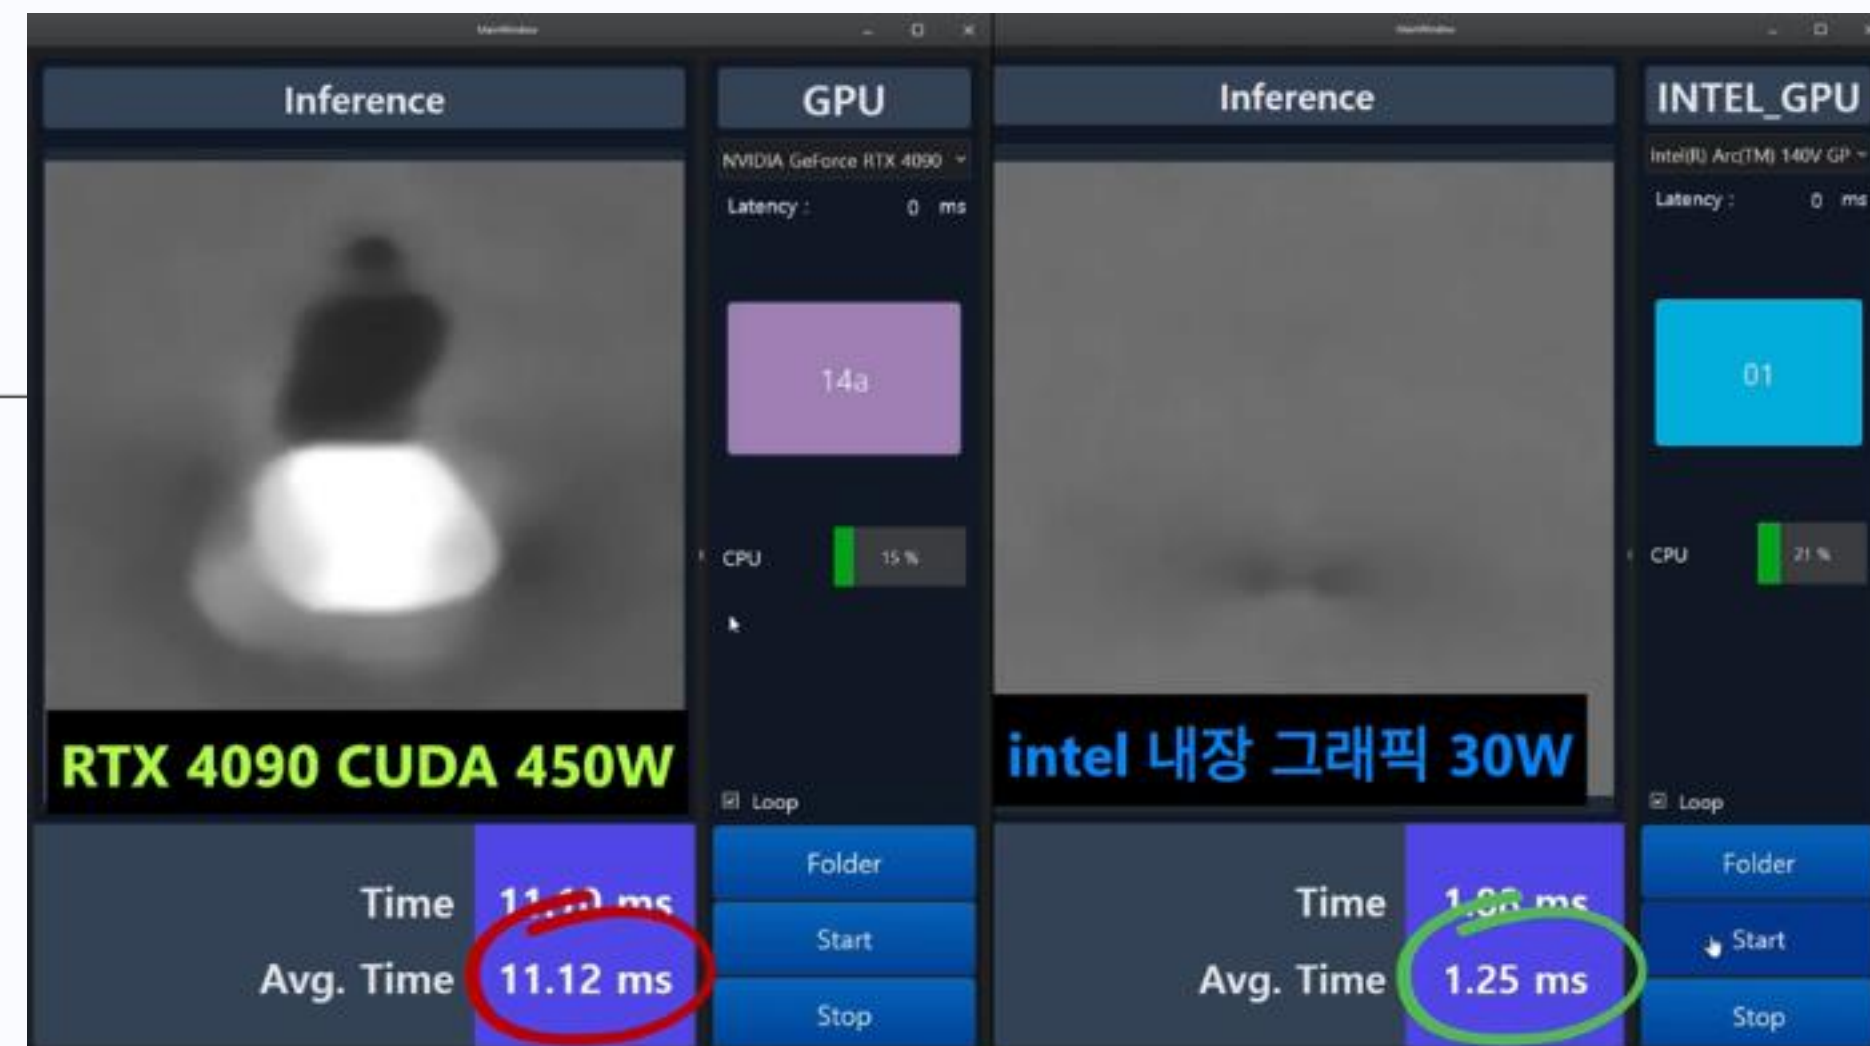 MainWindow
Inference
GPU
NVIDIA GeForce RTX 4090
Latency : 0 ms
14a
CPU 15 %
RTX 4090 CUDA 450W
Loop
Folder
Time
Start
Avg. Time 11.12 ms
Stop
MainWindow
Inference
INTEL_GPU
Intel(R) Arc(TM) 140V GP
Latency : 0 ms
01
CPU 21 %
intel 내장 그래픽 30W
Loop
Folder
Time
Start
Avg. Time 1.25 ms
Stop